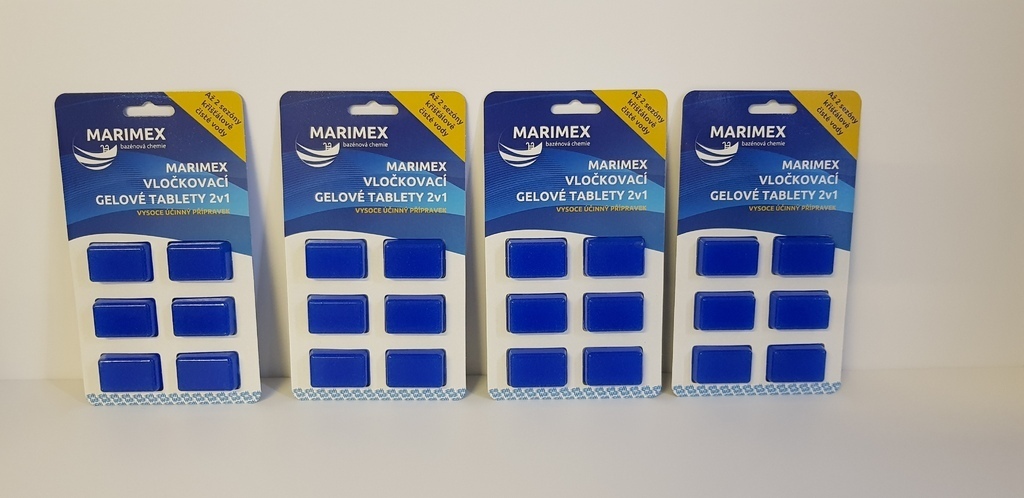 Až 2 sezóny
křišťálově
čisté vody
MARIMEX
bazénová chemie
MARIMEX
VLOČKOVACÍ
GELOVÉ TABLETY 2v1
VYSOCE ÚČINNÝ PŘÍPRAVEK
Až 2 sezóny
křišťálově
čisté vody
MARIMEX
bazénová chemie
MARIMEX
VLOČKOVACÍ
GELOVÉ TABLETY 2v1
VYSOCE ÚČINNÝ PŘÍPRAVEK
Až 2 sezóny
křišťálově
čisté vody
MARIMEX
bazénová chemie
MARIMEX
VLOČKOVACÍ
GELOVÉ TABLETY 2v1
VYSOCE ÚČINNÝ PŘÍPRAVEK
Až 2 sezóny
křišťálově
čisté vody
MARIMEX
bazénová chemie
MARIMEX
VLOČKOVACÍ
GELOVÉ TABLETY 2v1
VYSOCE ÚČINNÝ PŘÍPRAVEK